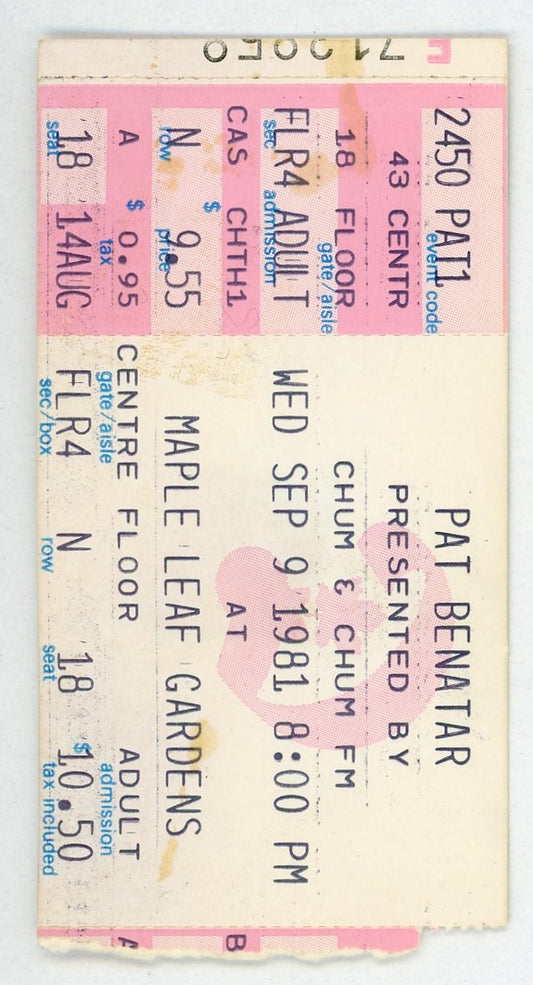 2450 PAT1
event code
43 CENTR
18 FLOOR
gate/aisle
FLR4 ADULT
sec admission
CAS CHTH1
$
N 9.55
row price
A $ 0.95
tax
18 14AUG
seat
PAT BENATAR
PRESENTED BY
CHUM & CHUM FM
WED SEP 9 1981 8:00 PM
AT
MAPLE LEAF GARDENS
CENTRE FLOOR ADULT
gate/aisle admission
FLR4 N 18 $10.50
sec/box row seat tax included
B